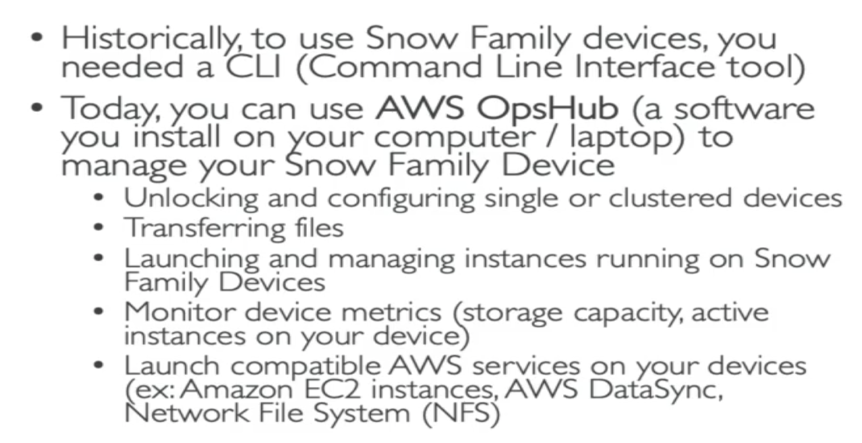 • Historically, to use Snow Family devices, you
needed a CLI (Command Line Interface tool)
• Today, you can use AWS OpsHub (a software
you install on your computer / laptop) to
manage your Snow Family Device
• Unlocking and configuring single or clustered devices
• Transferring files
• Launching and managing instances running on Snow
Family Devices
• Monitor device metrics (storage capacity, active
instances on your device)
• Launch compatible AWS services on your devices
(ex: Amazon EC2 instances, AWS DataSync,
Network File System (NFS)